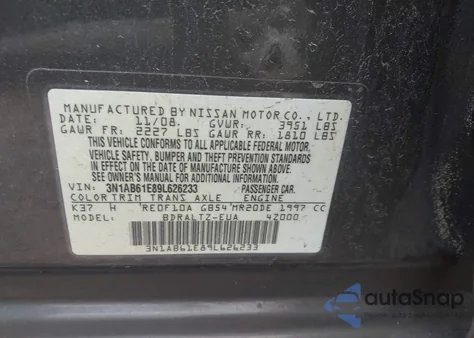 MANUFACTURED BY NISSAN MOTOR CO., LTD.
DATE: 11/08. GVWR: 3951 LBS
GAWR FR: 2227 LBS GAWR RR: 1810 LBS
THIS VEHICLE CONFORMS TO ALL APPLICABLE FEDERAL MOTOR
VEHICLE SAFETY, BUMPER AND THEFT PREVENTION STANDARDS
IN EFFECT ON THE DATE OF MANUFACTURE SHOWN ABOVE.
SEE OWNER'S MANUAL FOR ADDITIONAL INFORMATION
VIN: 3N1AB61E89L626233 PASSENGER CAR.
COLOR TRIM TRANS AXLE ENGINE
K37 H RE0F10A GB54 MR20DE 1997 CC
MODEL: BDRALTZ-EUA 42000
3N1AB61E89L626233
autoSnap